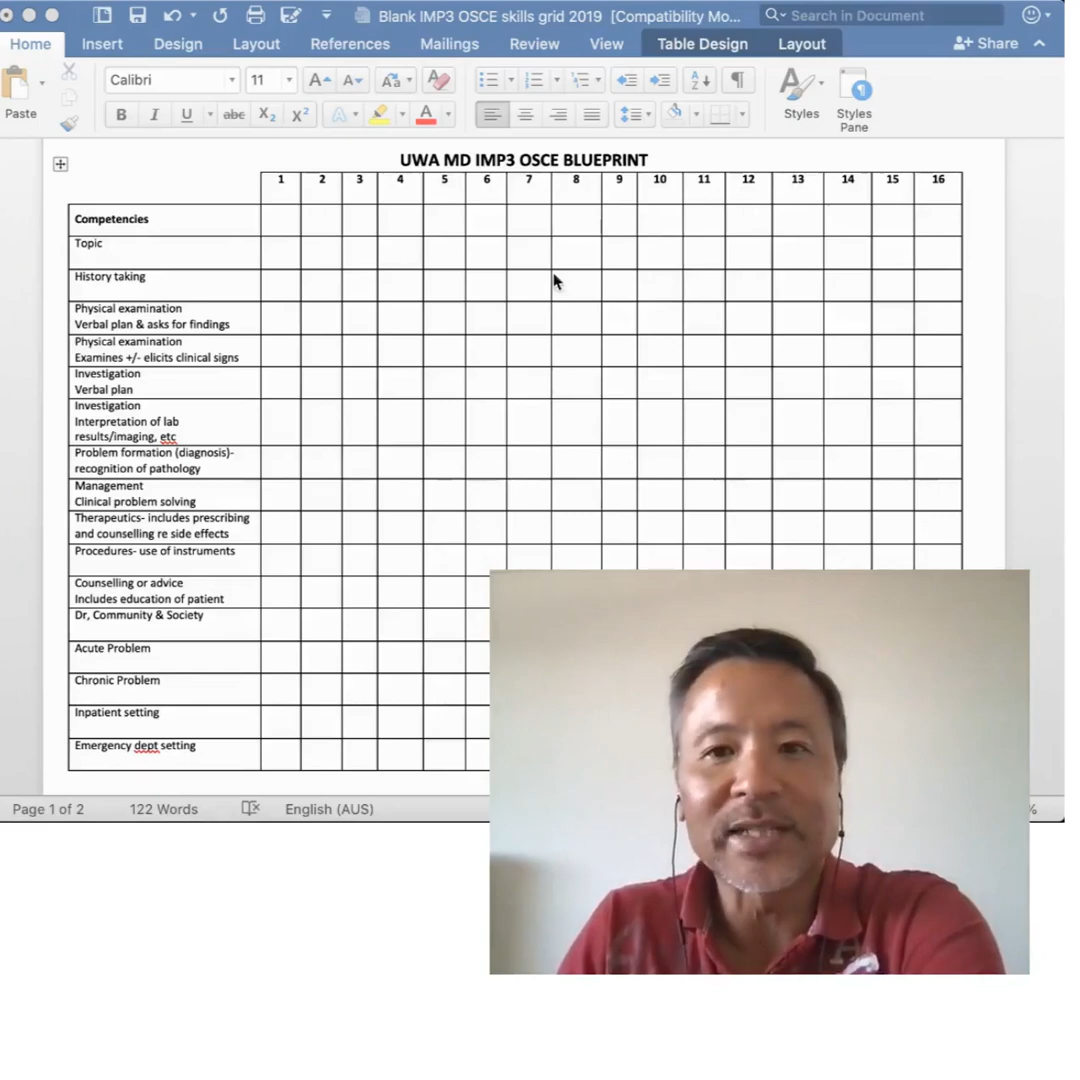 Blank IMP3 OSCE skills grid 2019 [Compatibility Mo...
Search in Document
Home Insert Design Layout References Mailings Review View Table Design Layout Share
Calibri 11
Paste
B I U abc X₂ X² A A
Styles
Styles Pane
UWA MD IMP3 OSCE BLUEPRINT
1 2 3 4 5 6 7 8 9 10 11 12 13 14 15 16
Competencies
Topic
History taking
Physical examination
Verbal plan & asks for findings
Physical examination
Examines +/- elicits clinical signs
Investigation
Verbal plan
Investigation
Interpretation of lab
results/imaging, etc
Problem formation (diagnosis)-
recognition of pathology
Management
Clinical problem solving
Therapeutics- includes prescribing
and counselling re side effects
Procedures- use of instruments
Counselling or advice
Includes education of patient
Dr, Community & Society
Acute Problem
Chronic Problem
Inpatient setting
Emergency dept setting
Page 1 of 2 122 Words English (AUS) %